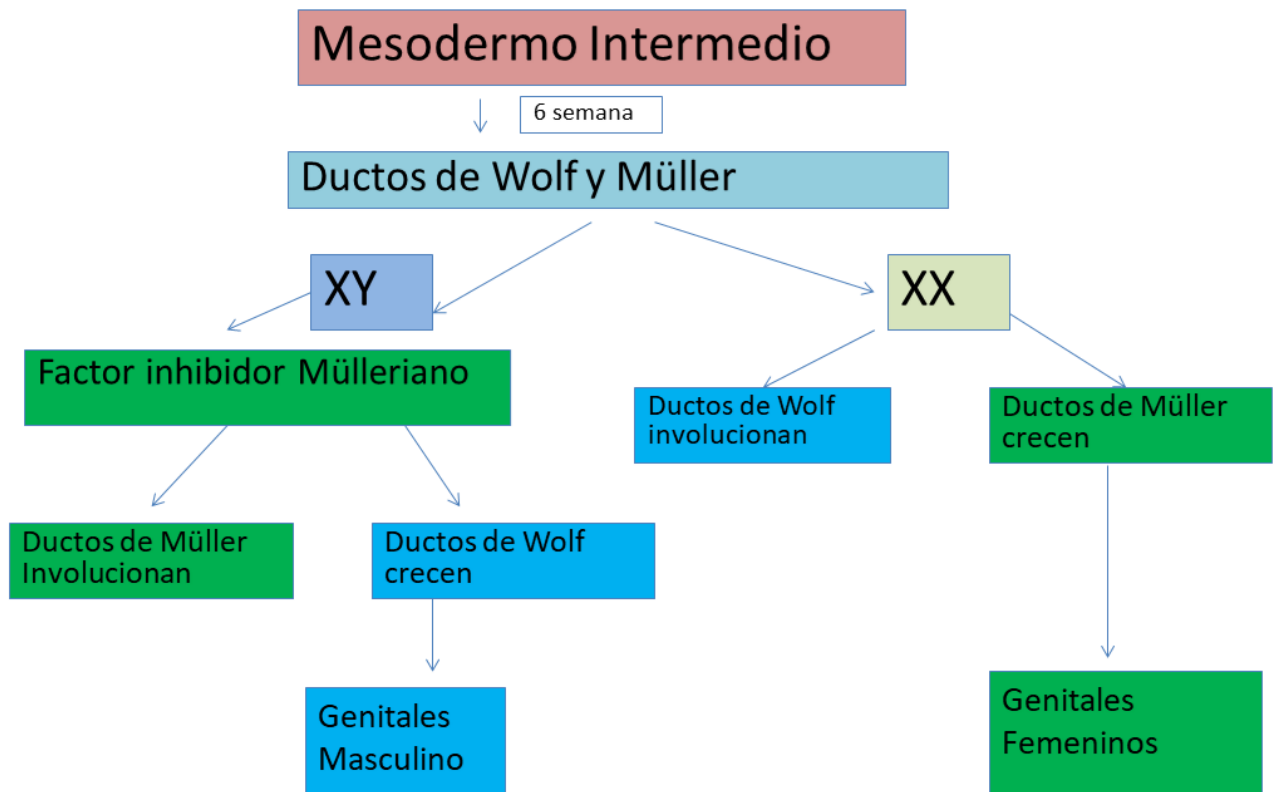 Mesodermo Intermedio
6 semana
Ductos de Wolf y Müller
XY
XX
Factor inhibidor Mülleriano
Ductos de Wolf
involucionan
Ductos de Müller
crecen
Ductos de Müller
Involucionan
Ductos de Wolf
crecen
Genitales
Masculino
Genitales
Femeninos